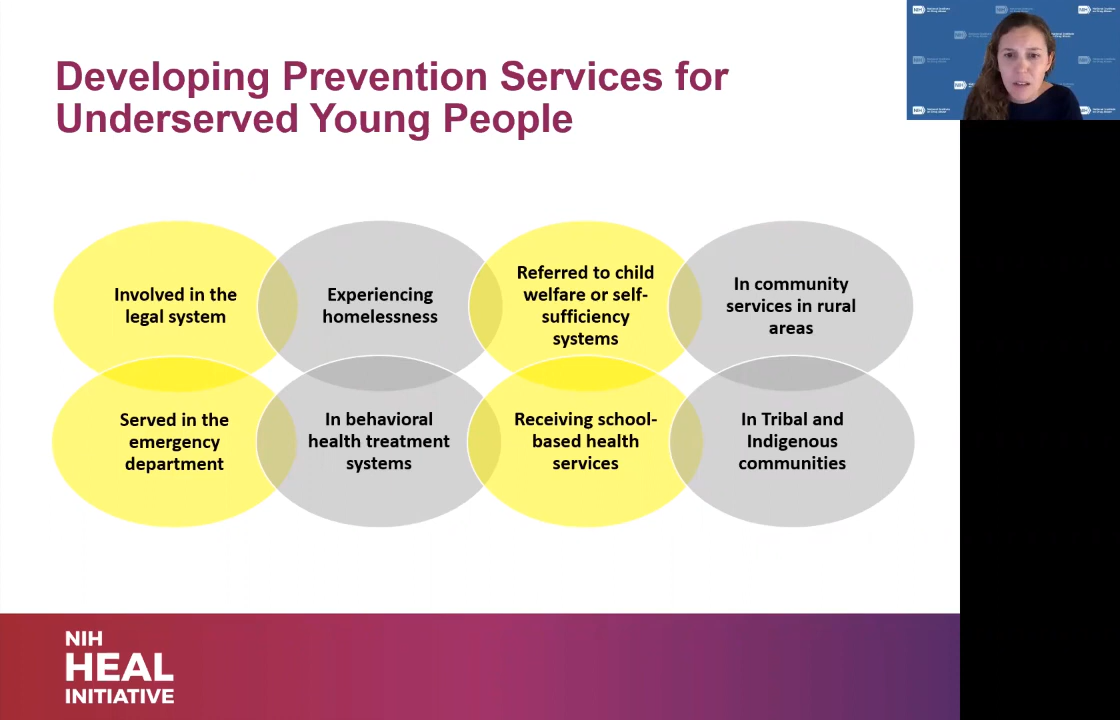 Developing Prevention Services for
Underserved Young People
Involved in the
legal system
Experiencing
homelessness
Referred to child
welfare or self-
sufficiency
systems
In community
services in rural
areas
Served in the
emergency
department
In behavioral
health treatment
systems
Receiving school-
based health
services
In Tribal and
Indigenous
communities
NIH
HEAL
INITIATIVE
NIH